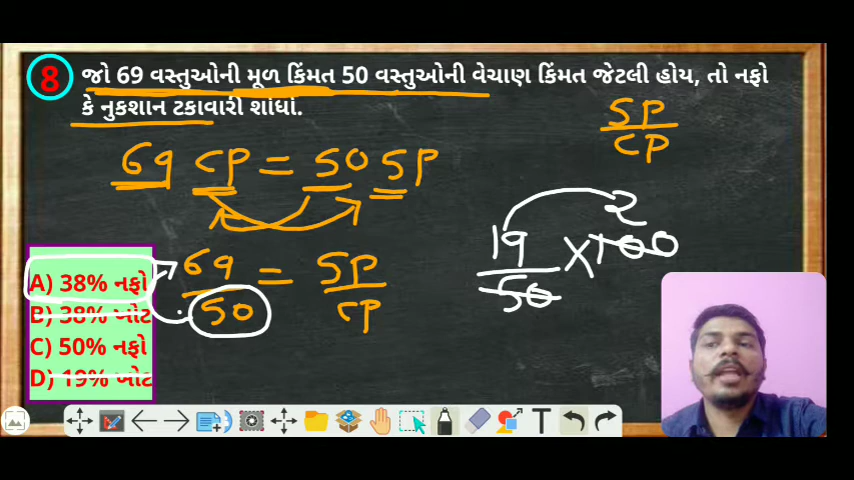 8 જો 69 વસ્તુઓની મૂળ કિંમત 50 વસ્તુઓની વેચાણ કિંમત જેટલી હોય, તો નફો
કે નુકશાન ટકાવારી શોધો.
SP
CP
69 CP = 50 SP
69/50 = SP/CP
19/50 × 100 2
A) 38% નફો
B) 38% ખોટ
C) 50% નફો
D) 19% ખોટ
T